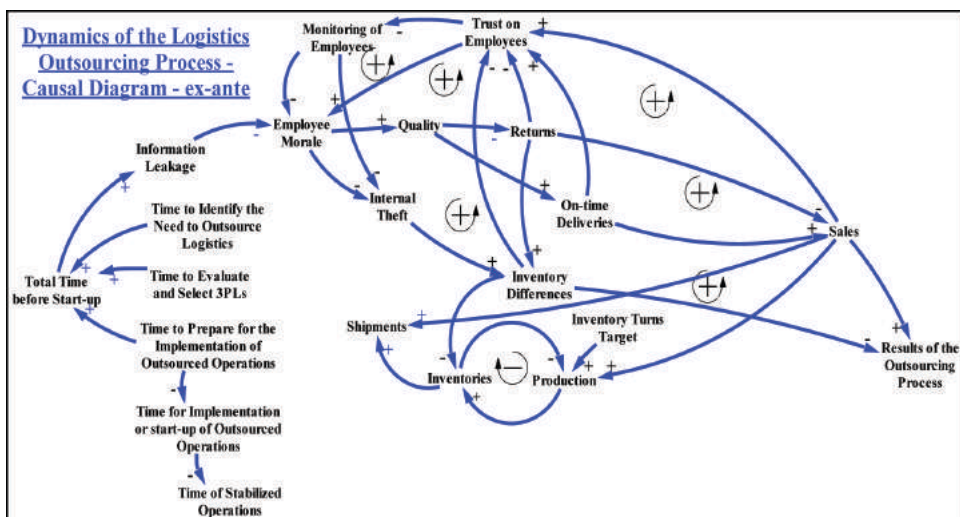 Dynamics of the Logistics
Outsourcing Process -
Causal Diagram - ex-ante
Monitoring of
Employees
Trust on
Employees
Employee
Morale
Quality
Returns
Information
Leakage
Internal
Theft
On-time
Deliveries
Sales
Time to Identify the
Need to Outsource
Logistics
Total Time
before Start-up
Time to Evaluate
and Select 3PLs
Inventory
Differences
Shipments
Inventory Turns
Target
Time to Prepare for the
Implementation of
Outsourced Operations
Inventories
Production
Results of the
Outsourcing
Process
Time for Implementation
or start-up of Outsourced
Operations
Time of Stabilized
Operations